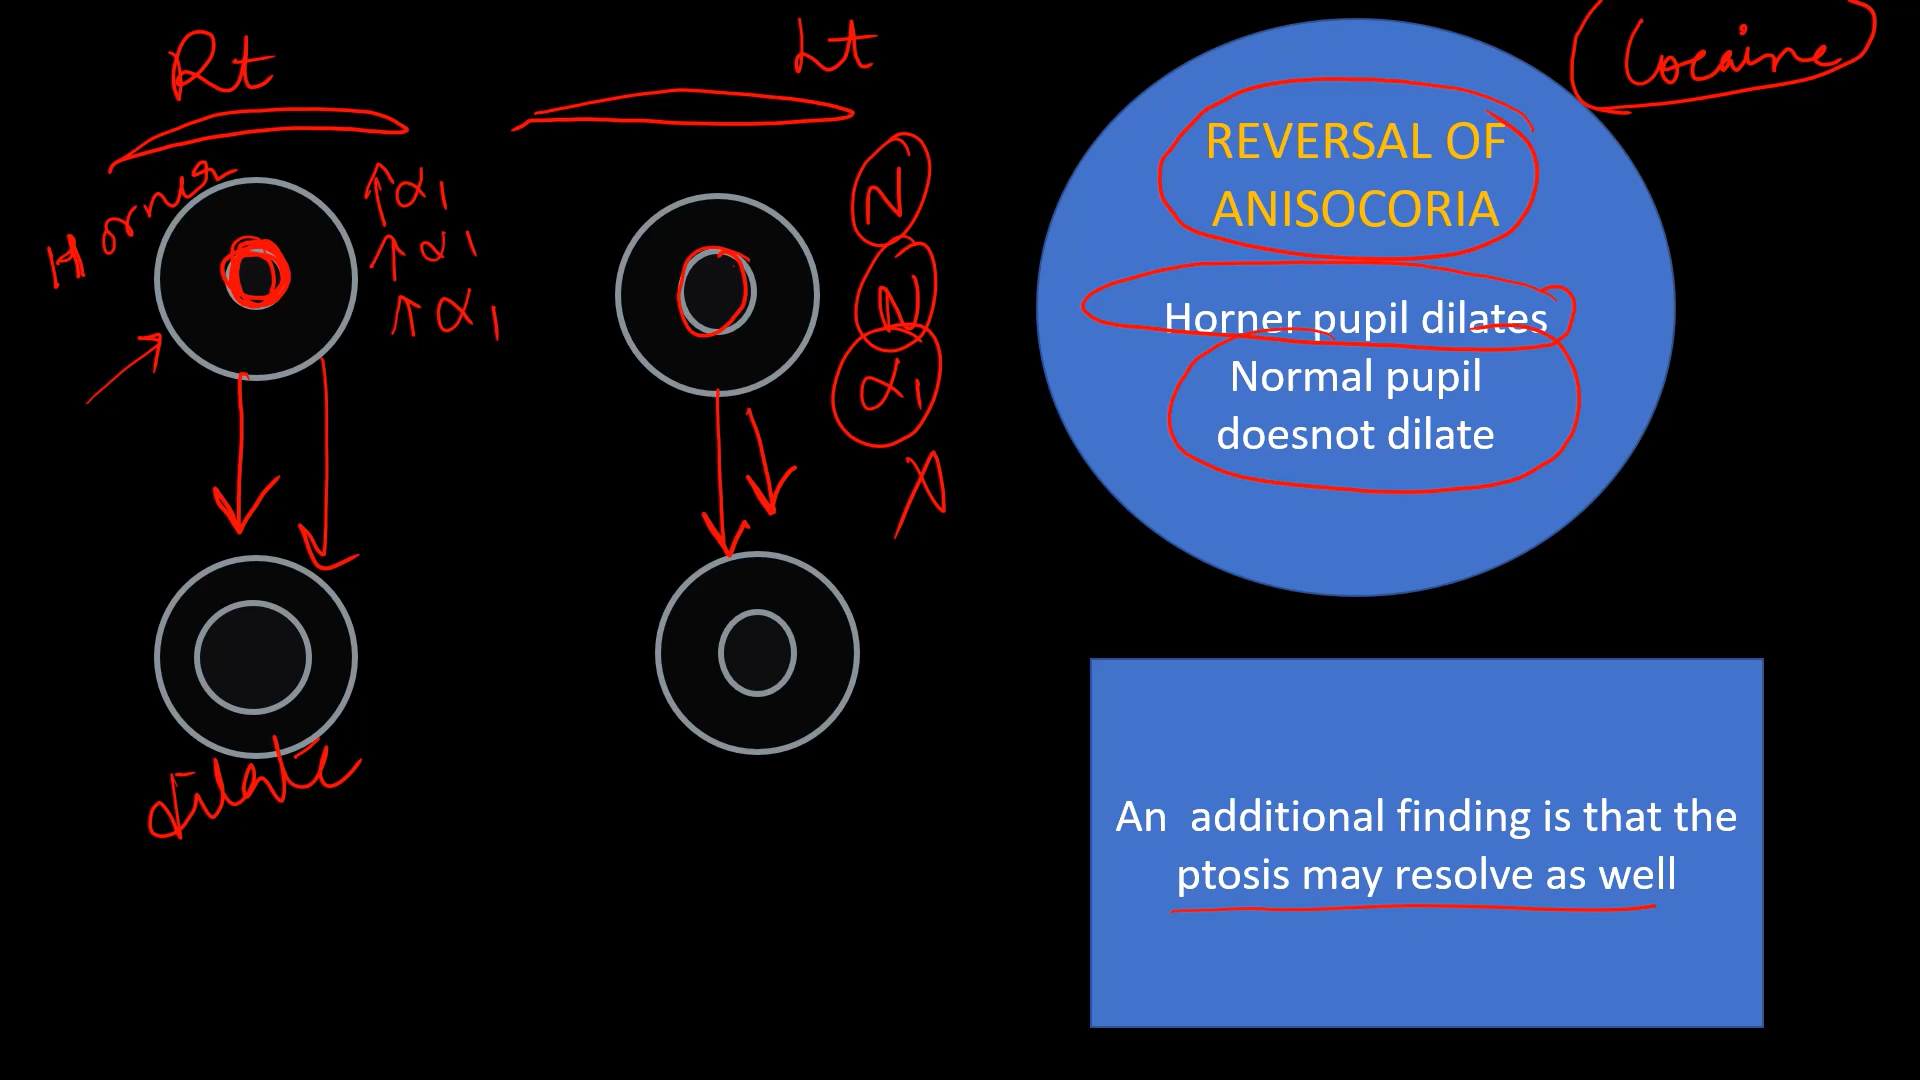 Rt
Lt
Cocaine
Horner
↑α1
↑α1
↑α1
N
N
α1
X
dilate
REVERSAL OF
ANISOCORIA
Horner pupil dilates
Normal pupil
doesnot dilate
An additional finding is that the
ptosis may resolve as well